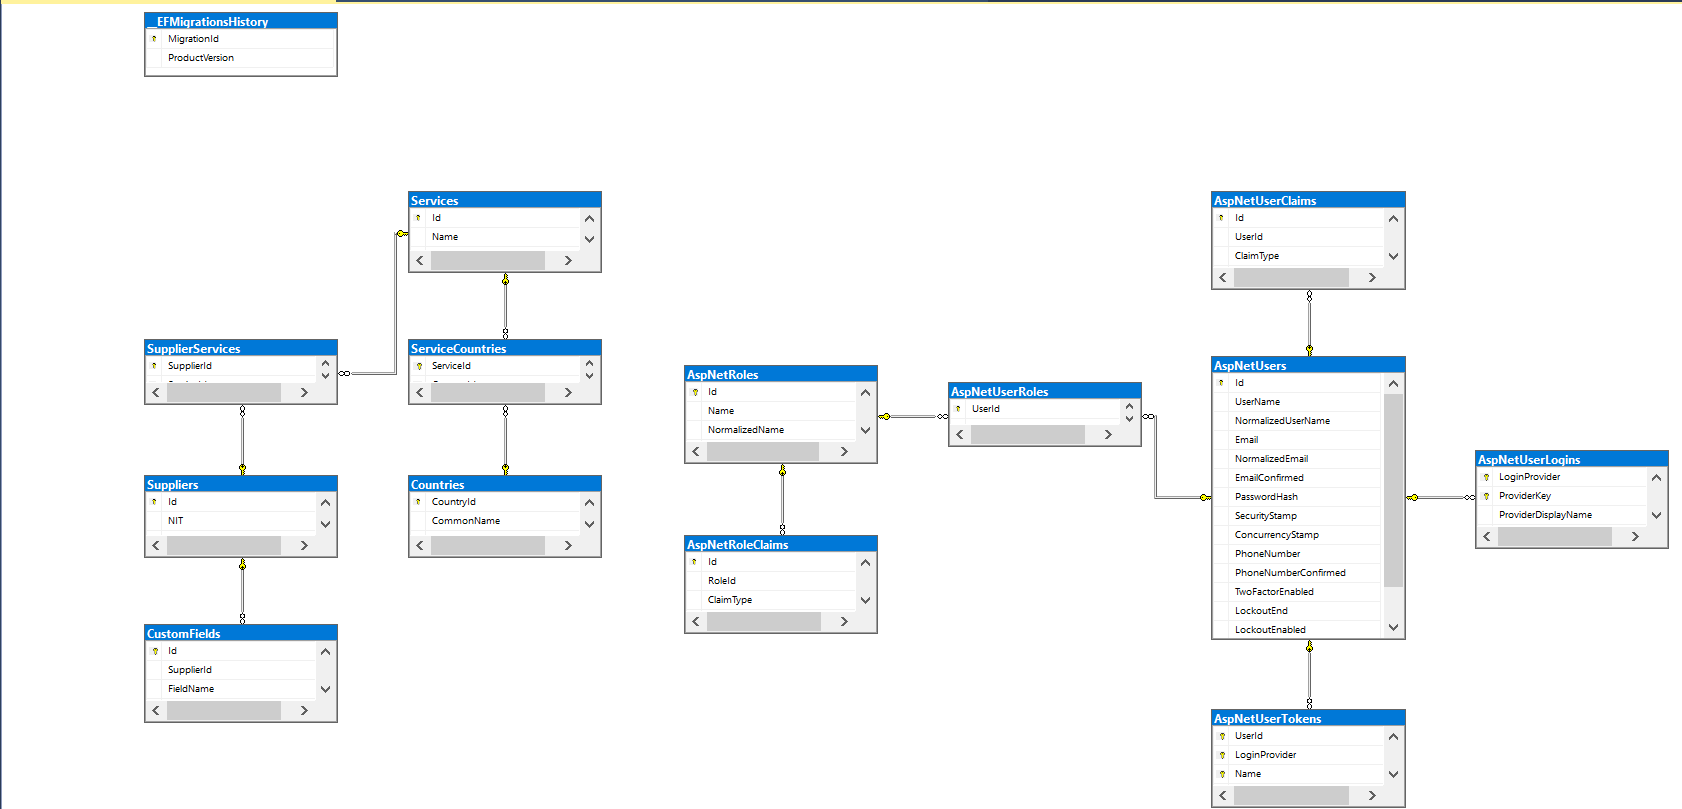 _EFMigrationsHistory
MigrationId
ProductVersion
Services
Id
Name
SupplierServices
SupplierId
ServiceCountries
ServiceId
Suppliers
Id
NIT
Countries
CountryId
CommonName
CustomFields
Id
SupplierId
FieldName
AspNetRoles
Id
Name
NormalizedName
AspNetRoleClaims
Id
RoleId
ClaimType
AspNetUserRoles
UserId
AspNetUserClaims
Id
UserId
ClaimType
AspNetUsers
Id
UserName
NormalizedUserName
Email
NormalizedEmail
EmailConfirmed
PasswordHash
SecurityStamp
ConcurrencyStamp
PhoneNumber
PhoneNumberConfirmed
TwoFactorEnabled
LockoutEnd
LockoutEnabled
AspNetUserLogins
LoginProvider
ProviderKey
ProviderDisplayName
AspNetUserTokens
UserId
LoginProvider
Name